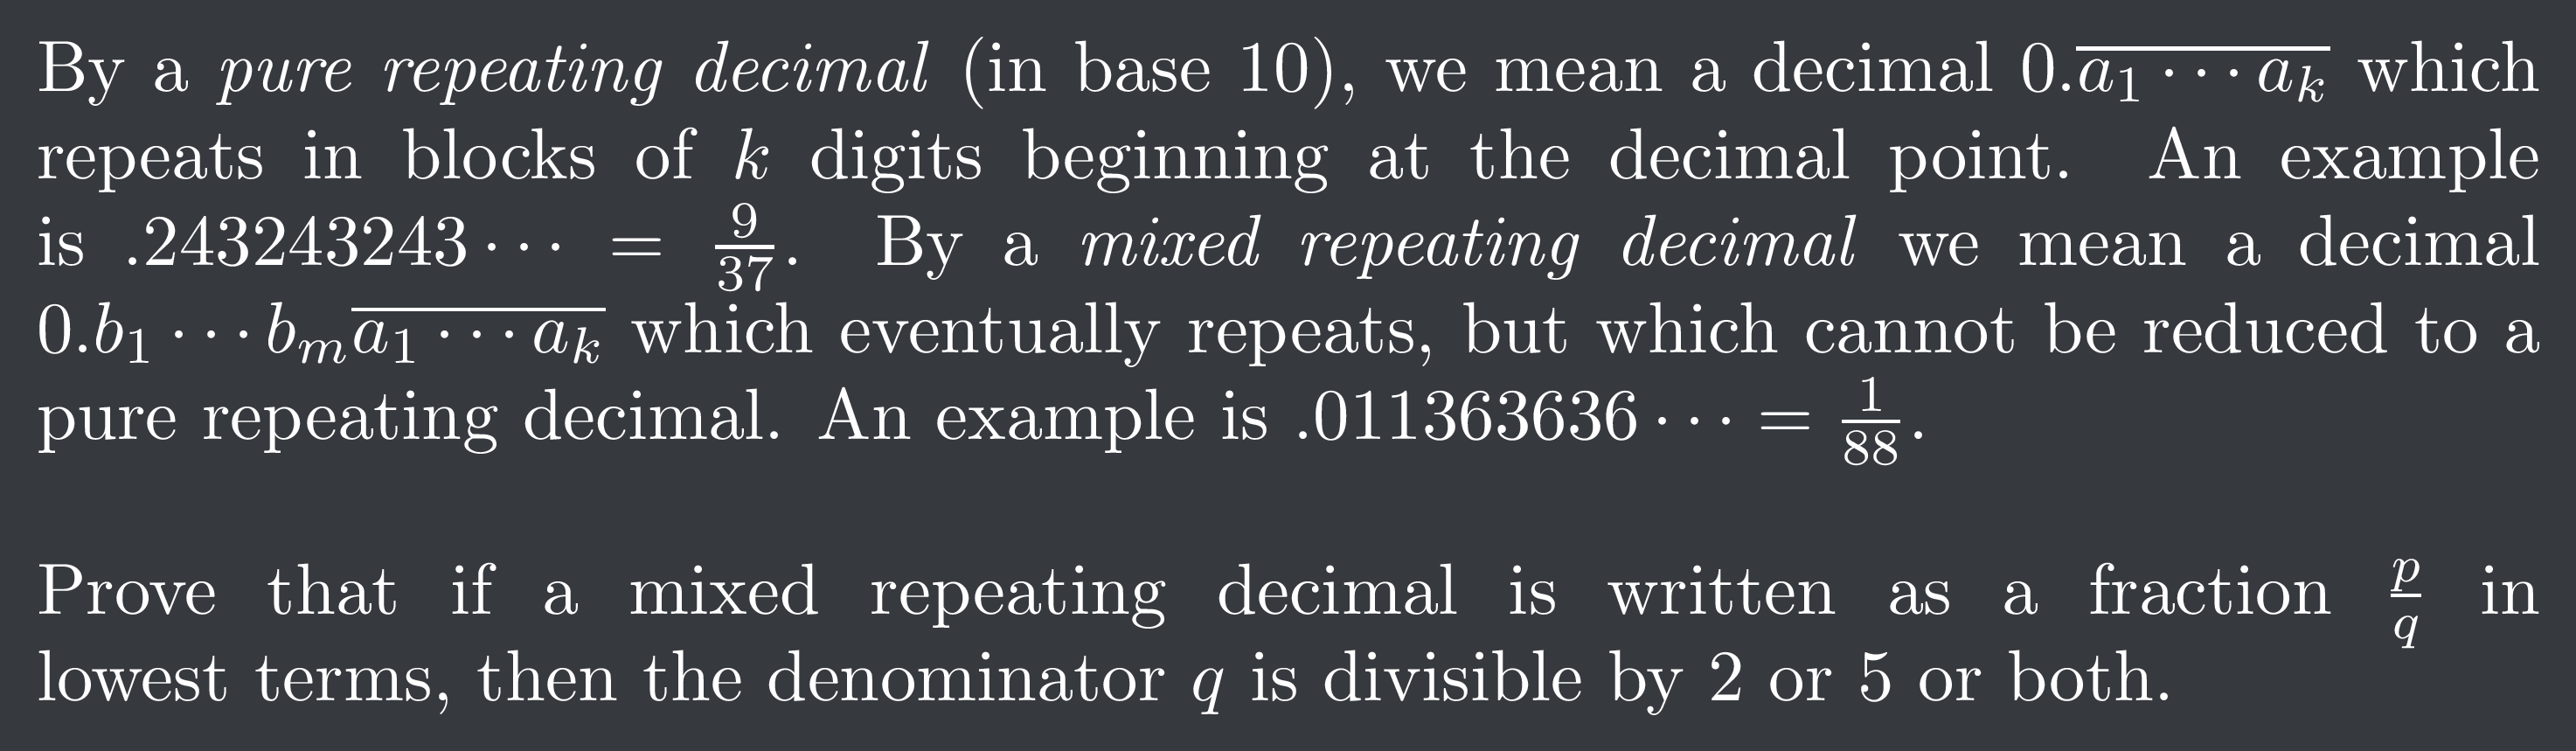 By a pure repeating decimal (in base 10), we mean a decimal $0.\overline{a_1 \cdots a_k}$ which
repeats in blocks of $k$ digits beginning at the decimal point. An example
is $.243243243\cdots = \frac{9}{37}$. By a mixed repeating decimal we mean a decimal
$0.b_1 \cdots b_m\overline{a_1 \cdots a_k}$ which eventually repeats, but which cannot be reduced to a
pure repeating decimal. An example is $.011363636\cdots = \frac{1}{88}$.
Prove that if a mixed repeating decimal is written as a fraction $\frac{p}{q}$ in
lowest terms, then the denominator $q$ is divisible by 2 or 5 or both.